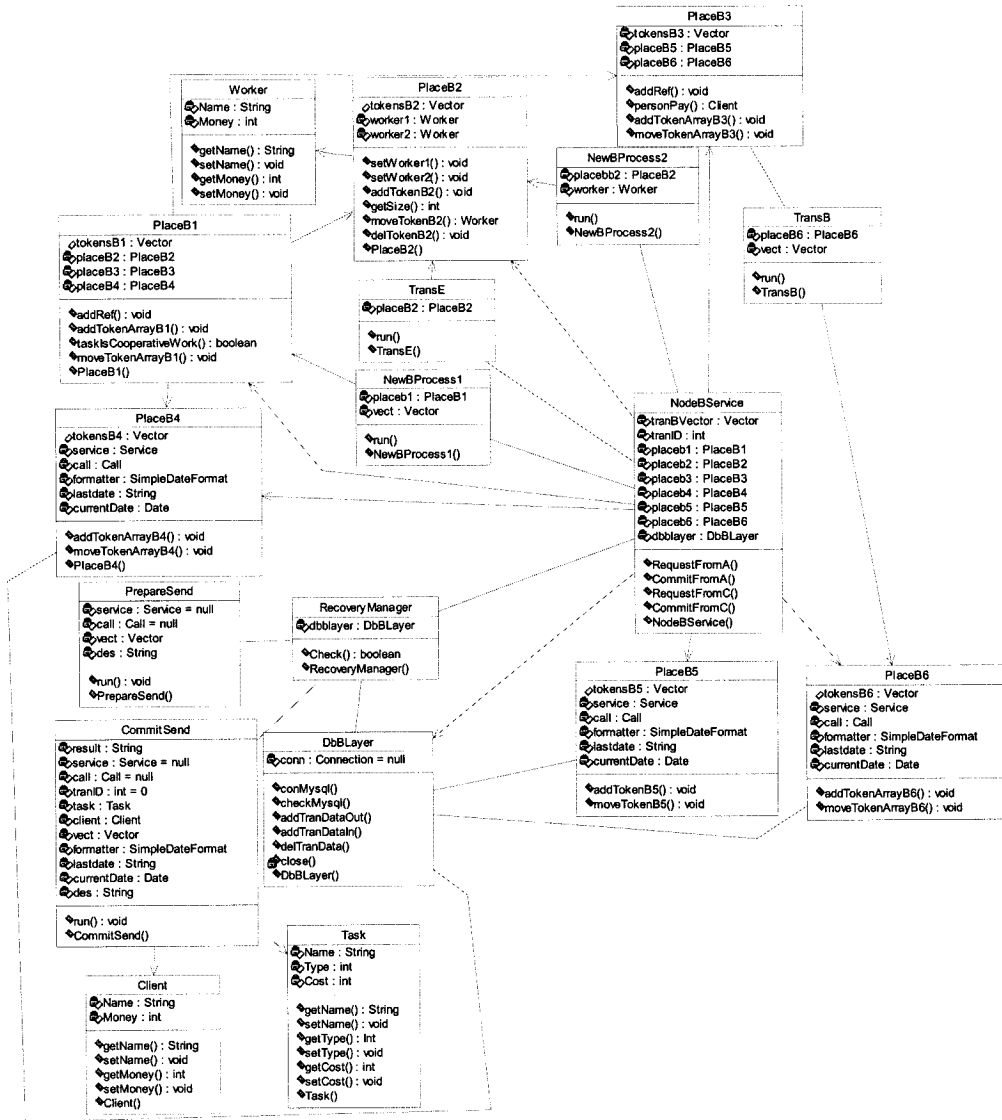 PlaceB3
tokensB3 : Vector
placeB5 : PlaceB5
placeB6 : PlaceB6
addRef() : void
personPay() : Client
addTokenArrayB3() : void
moveTokenArrayB3() : void
Worker
Name : String
Money : int
getName() : String
setName() : void
getMoney() : int
setMoney() : void
PlaceB2
tokensB2 : Vector
worker1 : Worker
worker2 : Worker
setWorker1() : void
setWorker2() : void
addTokenB2() : void
getSize() : int
moveTokenB2() : Worker
delTokenB2() : void
PlaceB2()
NewBProcess2
placebb2 : PlaceB2
worker : Worker
run()
NewBProcess2()
TransB
placeB6 : PlaceB6
vect : Vector
run()
TransB()
PlaceB1
tokensB1 : Vector
placeB2 : PlaceB2
placeB3 : PlaceB3
placeB4 : PlaceB4
addRef() : void
addTokenArrayB1() : void
taskIsCooperativeWork() : boolean
moveTokenArrayB1() : void
PlaceB1()
TransE
placeB2 : PlaceB2
run()
TransE()
NewBProcess1
placeb1 : PlaceB1
vect : Vector
run()
NewBProcess1()
NodeBService
tranBVector : Vector
tranID : int
placeb1 : PlaceB1
placeb2 : PlaceB2
placeb3 : PlaceB3
placeb4 : PlaceB4
placeb5 : PlaceB5
placeb6 : PlaceB6
dbblayer : DbBLayer
RequestFromA()
CommitFromA()
RequestFromC()
CommitFromC()
NodeBService()
PlaceB4
tokensB4 : Vector
service : Service
call : Call
formatter : SimpleDateFormat
lastdate : String
currentDate : Date
addTokenArrayB4() : void
moveTokenArrayB4() : void
PlaceB4()
PrepareSend
service : Service = null
call : Call = null
vect : Vector
des : String
run() : void
PrepareSend()
RecoveryManager
dbblayer : DbBLayer
Check() : boolean
RecoveryManager()
PlaceB5
tokensB5 : Vector
service : Service
call : Call
formatter : SimpleDateFormat
lastdate : String
currentDate : Date
addTokenB5() : void
moveTokenB5() : void
PlaceB6
tokensB6 : Vector
service : Service
call : Call
formatter : SimpleDateFormat
lastdate : String
currentDate : Date
addTokenArrayB6() : void
moveTokenArrayB6() : void
CommitSend
result : String
service : Service = null
call : Call = null
tranID : int = 0
task : Task
client : Client
vect : Vector
formatter : SimpleDateFormat
lastdate : String
currentDate : Date
des : String
run() : void
CommitSend()
DbBLayer
conn : Connection = null
conMysql()
checkMysql()
addTranDataOut()
addTranDataIn()
delTranData()
close()
DbBLayer()
Task
Name : String
Type : int
Cost : int
getName() : String
setName() : void
getType() : Int
setType() : void
getCost() : int
setCost() : void
Task()
Client
Name : String
Money : int
getName() : String
setName() : void
getMoney() : int
setMoney() : void
Client()